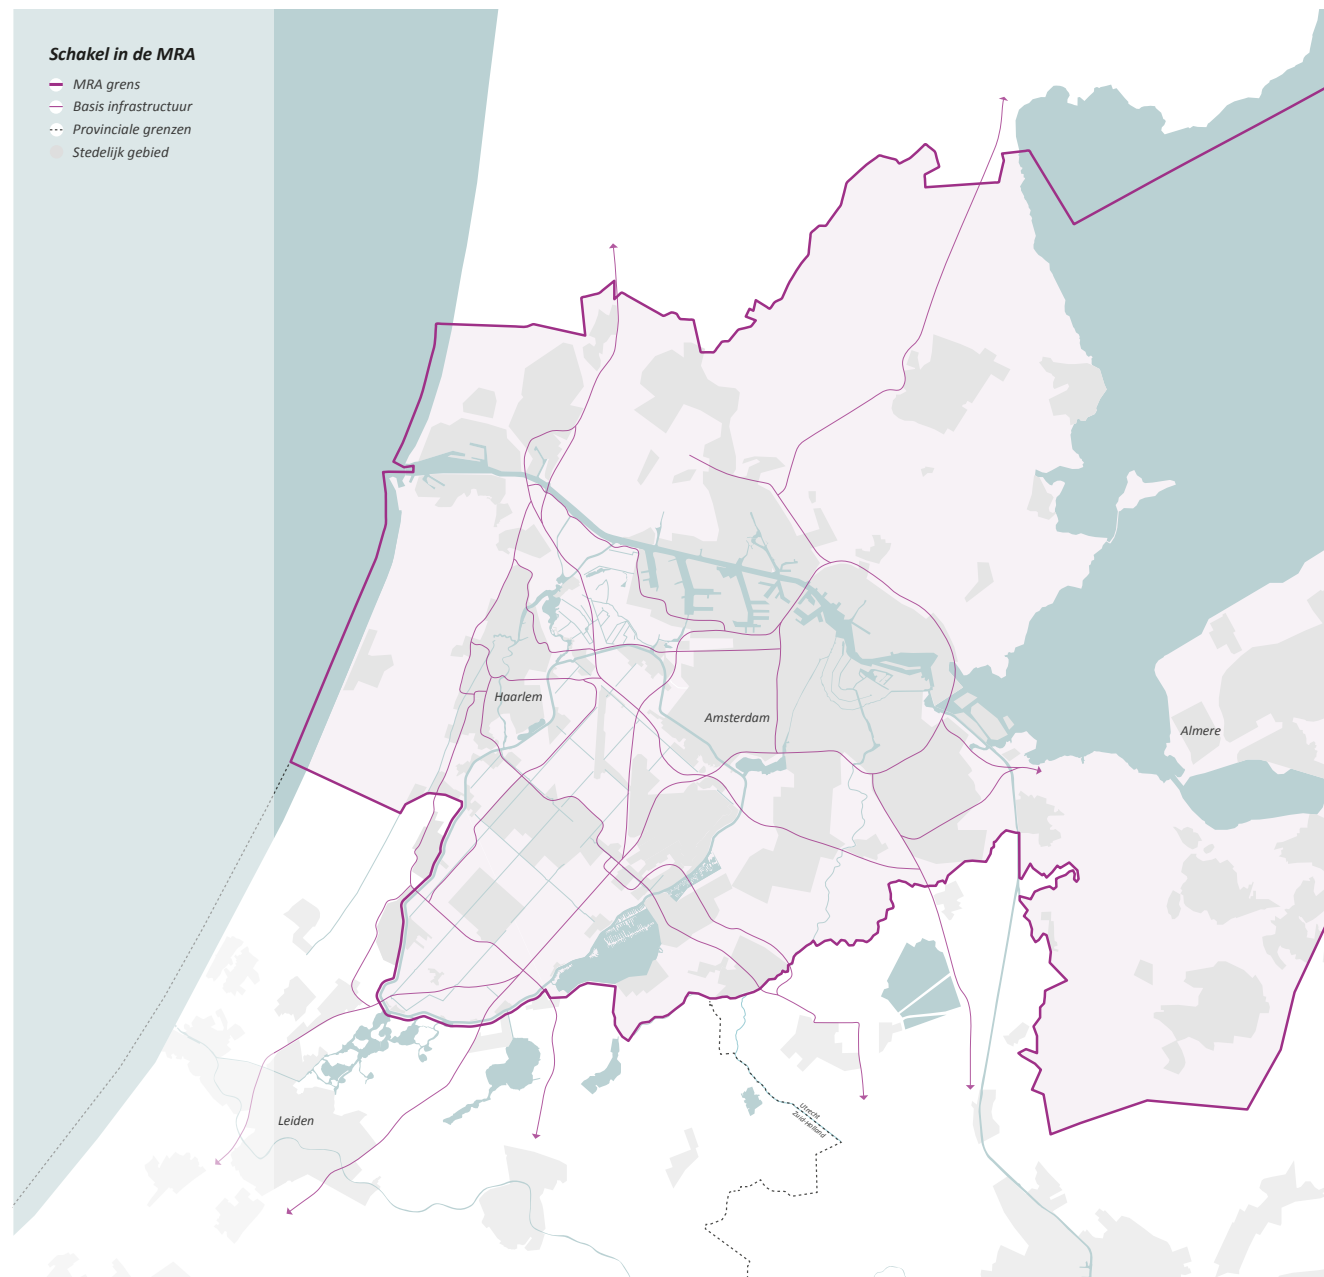 Schakel in de MRA
MRA grens
Basis infrastructuur
Provinciale grenzen
Stedelijk gebied
Haarlem
Amsterdam
Almere
Leiden
Utrecht
Zuid-Holland